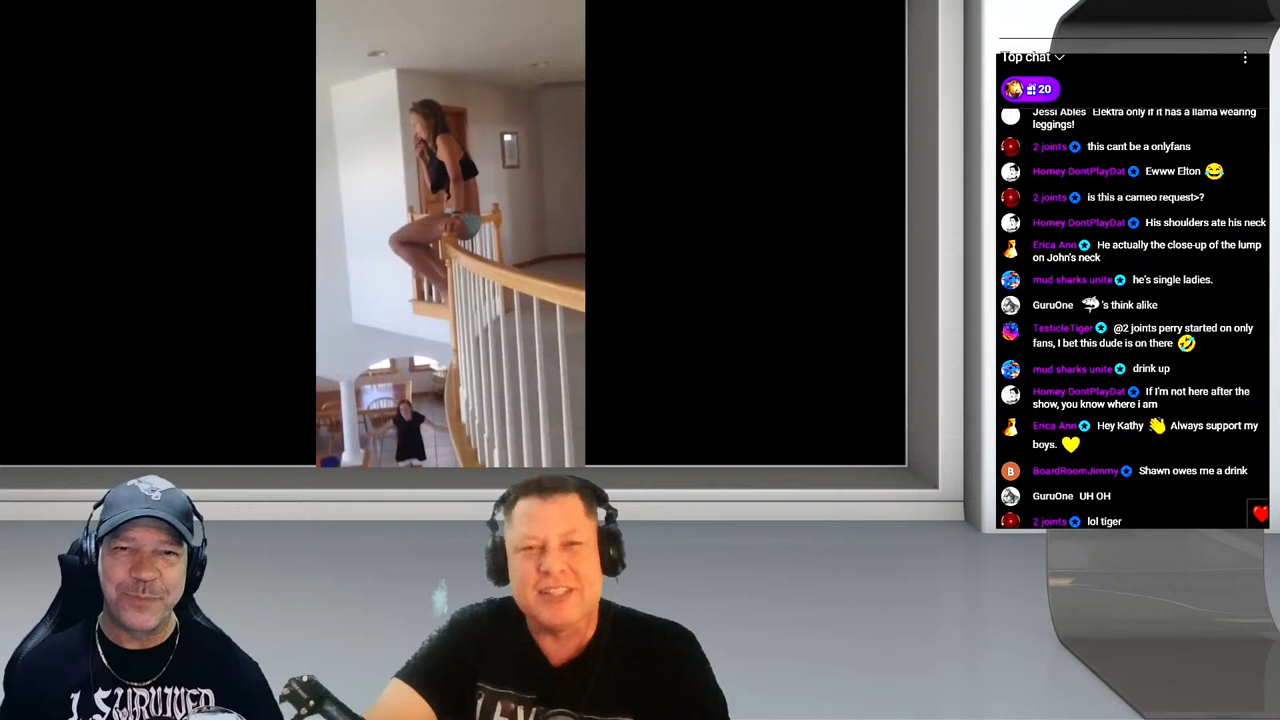 Top chat
20
Jessi Ables Elektra only if it has a llama wearing
leggings!
2 joints this cant be a onlyfans
Homey DontPlayDat Ewww Elton
2 joints is this a cameo request>?
Homey DontPlayDat His shoulders ate his neck
Erica Ann He actually the close-up of the lump
on John's neck
mud sharks unite he's single ladies.
GuruOne 's think alike
TesticleTiger @2 joints perry started on only
fans, I bet this dude is on there
mud sharks unite drink up
Homey DontPlayDat If I'm not here after the
show, you know where i am
Erica Ann Hey Kathy Always support my
boys.
B BoardRoomJimmy Shawn owes me a drink
GuruOne UH OH
2 joints lol tiger
I SURVIVED